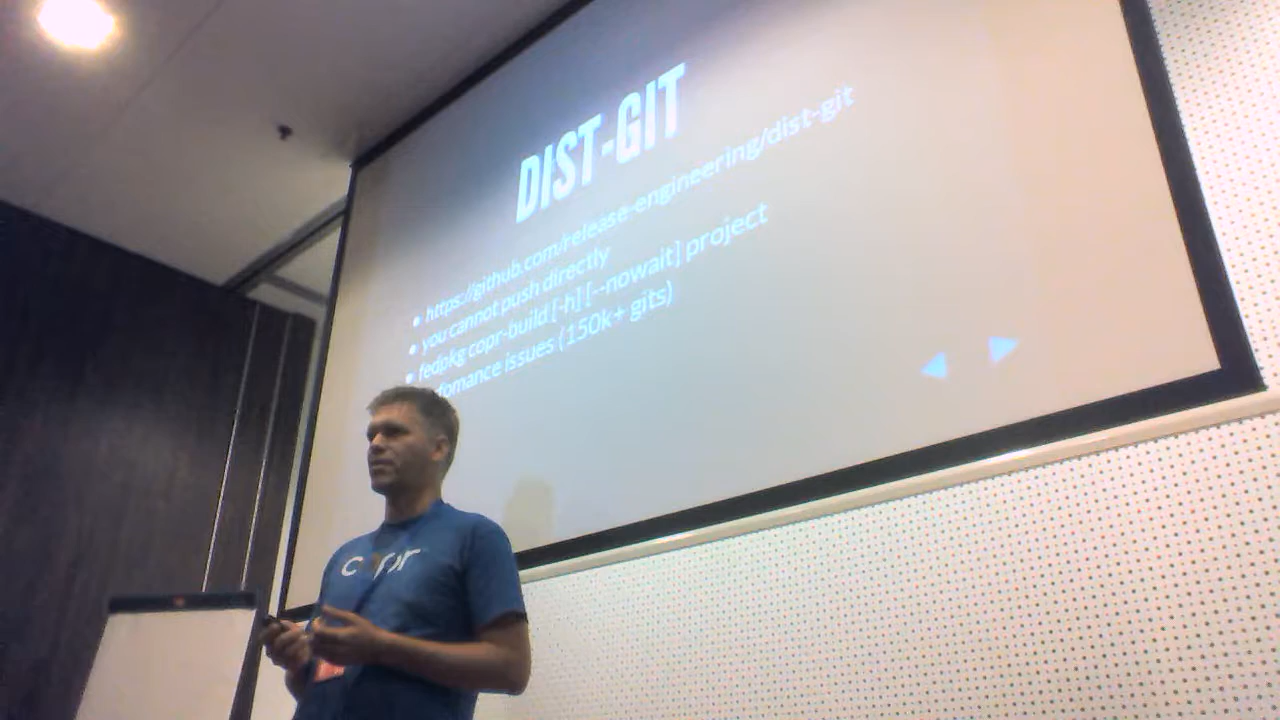 DIST-GIT
https://github.com/release-engineering/dist-git
you cannot push directly
fedpkg copr-build [-h] [--nowait] project
fomance issues (150k+ gits)
copr